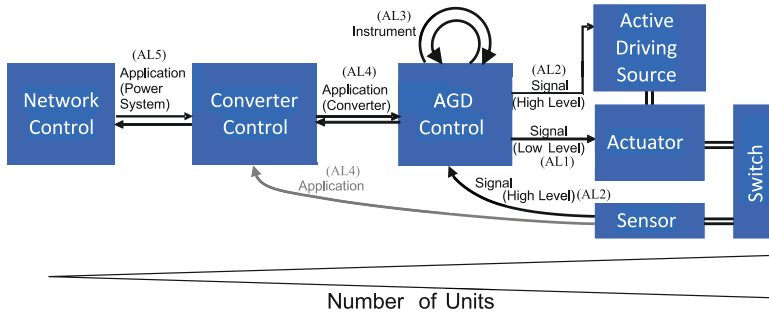 (AL3)
Instrument
Active
Driving
Source
(AL5)
Application
(Power
System)
(AL4)
Application
(Converter)
(AL2)
Signal
(High Level)
Network
Control
Converter
Control
AGD
Control
Signal
(Low Level)
(AL1)
Actuator
(AL4)
Application
Signal
(High Level)
(AL2)
Sensor
Switch
Number of Units